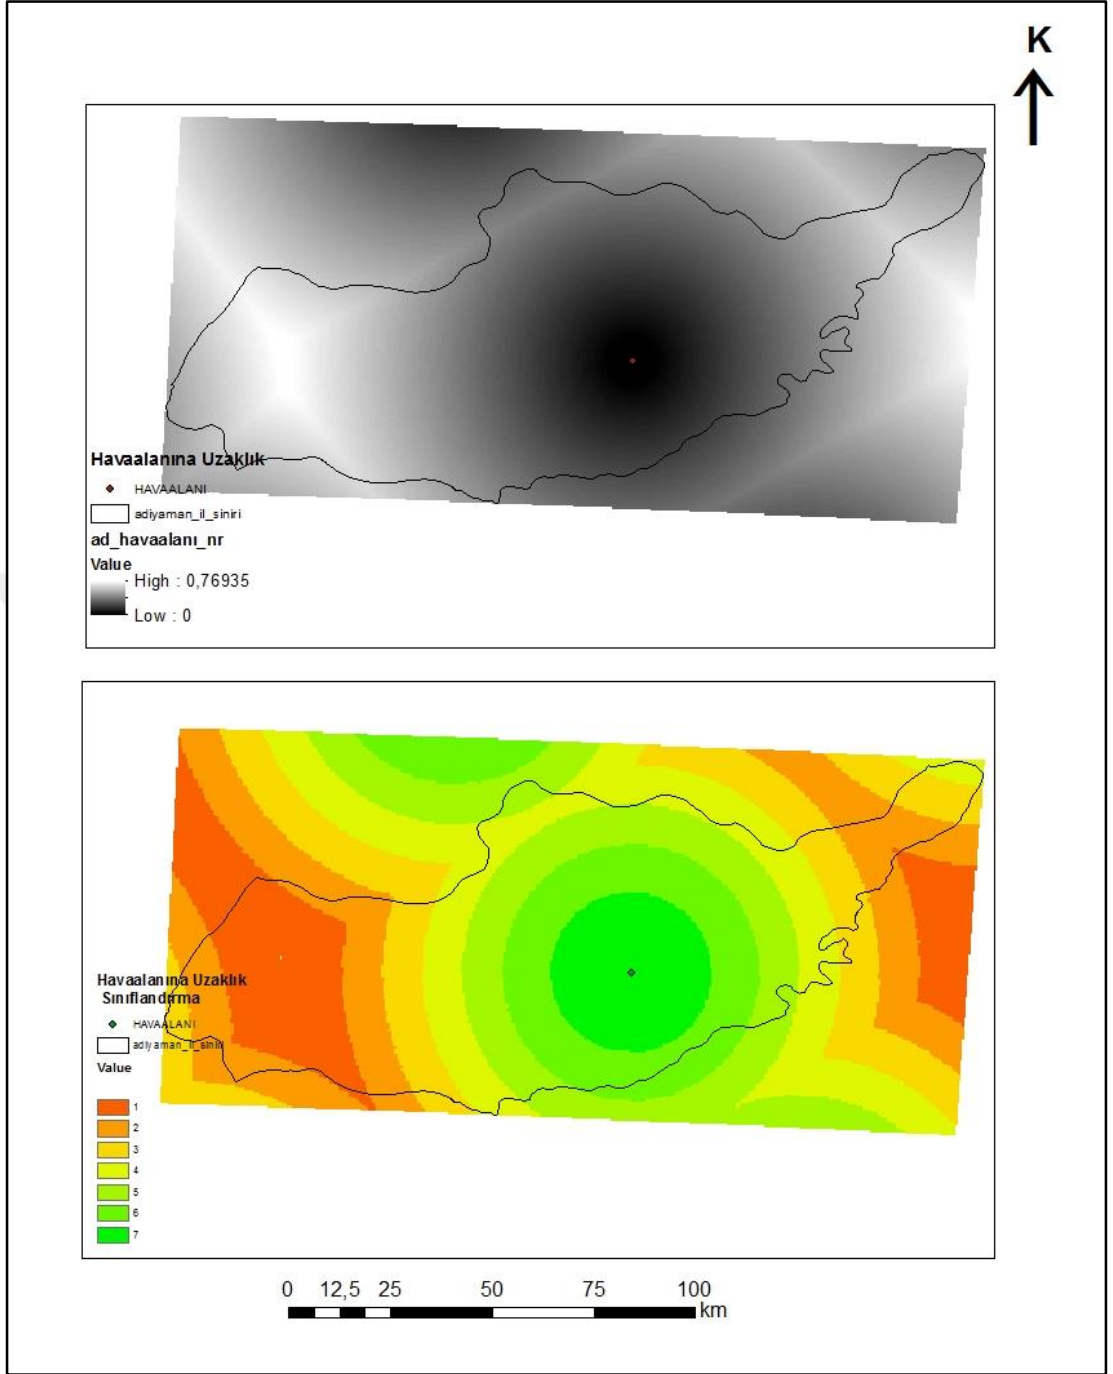 K
Havaalanına Uzaklık
HAVAALANI
adiyaman_il_siniri
ad_havaalanı_nr
Value
High : 0,76935
Low : 0
Havaalanına Uzaklık
Sınıflandırma
HAVAALANI
adiyaman_il_siniri
Value
1
2
3
4
5
6
7
0 12,5 25 50 75 100
km